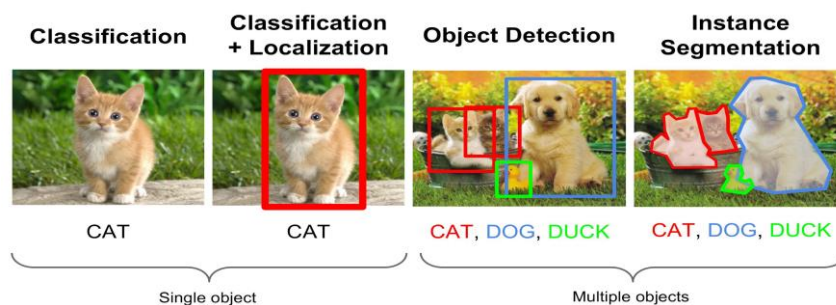 Classification
Classification
+ Localization
Object Detection
Instance
Segmentation
CAT
CAT
CAT, DOG, DUCK
CAT, DOG, DUCK
Single object
Multiple objects